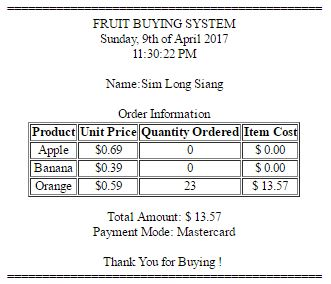 FRUIT BUYING SYSTEM
Sunday, 9th of April 2017
11:30:22 PM
Name:Sim Long Siang
Order Information
Product Unit Price Quantity Ordered Item Cost
Apple $0.69 0 $ 0.00
Banana $0.39 0 $ 0.00
Orange $0.59 23 $ 13.57
Total Amount: $ 13.57
Payment Mode: Mastercard
Thank You for Buying !